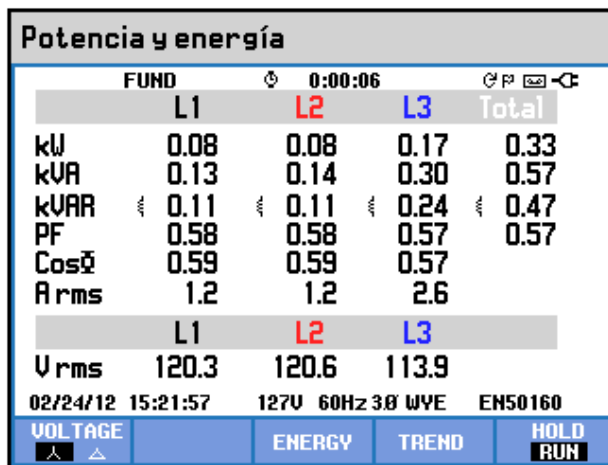 Potencia y energía
FUND 0:00:06
L1 L2 L3 Total
kW 0.08 0.08 0.17 0.33
kVA 0.13 0.14 0.30 0.57
kVAR 0.11 0.11 0.24 0.47
PF 0.58 0.58 0.57 0.57
CosΦ 0.59 0.59 0.57
A rms 1.2 1.2 2.6
L1 L2 L3
V rms 120.3 120.6 113.9
02/24/12 15:21:57 127V 60Hz 3Ø WYE EN50160
VOLTAGE ENERGY TREND HOLD
RUN